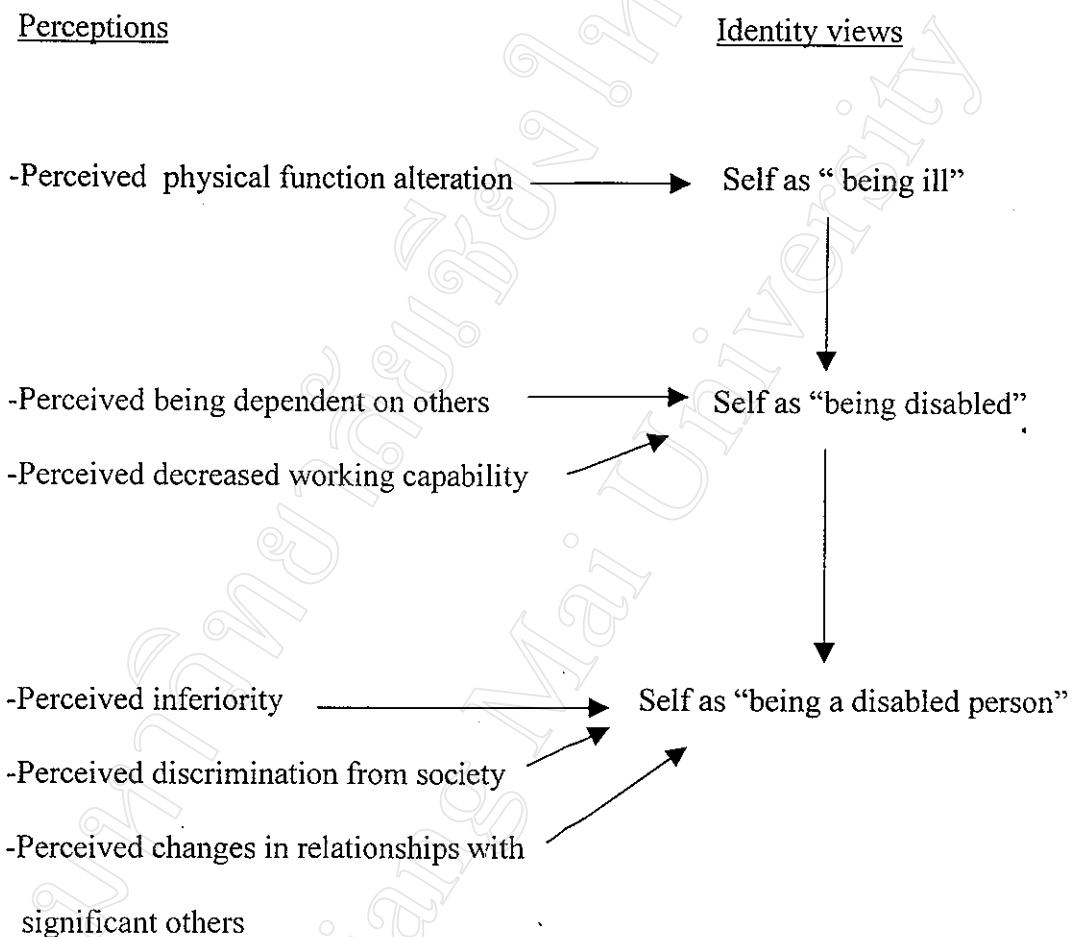 Perceptions
Identity views
-Perceived physical function alteration
Self as “ being ill”
-Perceived being dependent on others
Self as “being disabled”
-Perceived decreased working capability
-Perceived inferiority
Self as “being a disabled person”
-Perceived discrimination from society
-Perceived changes in relationships with
significant others
Mai University